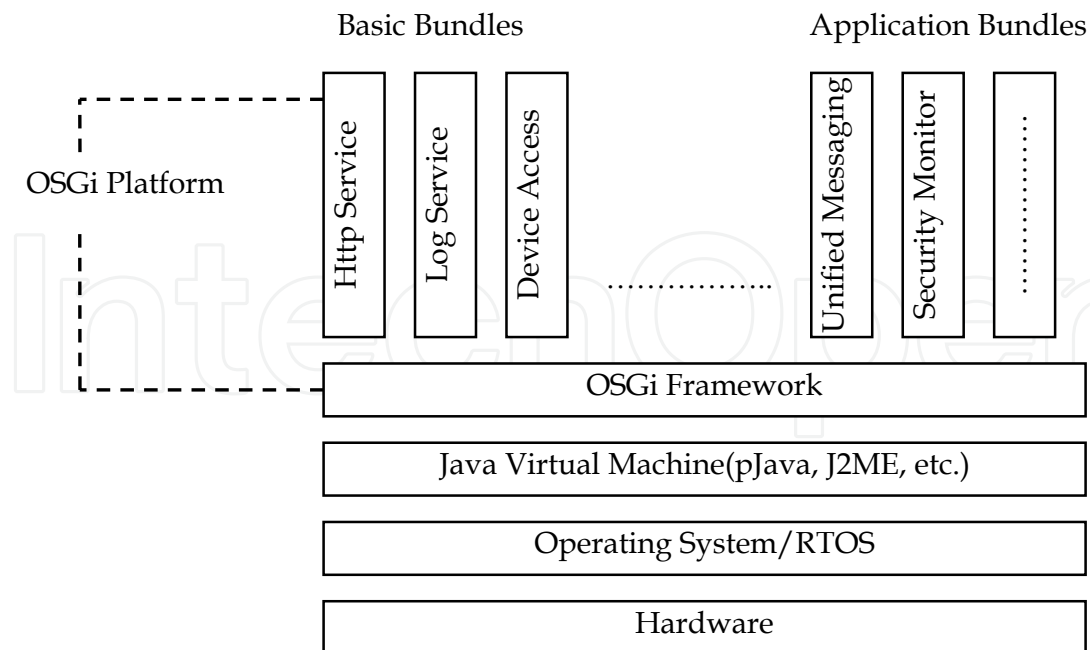 Basic Bundles
Application Bundles
OSGi Platform
Http Service
Log Service
Device Access
………………..
Unified Messaging
Security Monitor
…………………
OSGi Framework
Java Virtual Machine(pJava, J2ME, etc.)
Operating System/RTOS
Hardware
IntechOpen